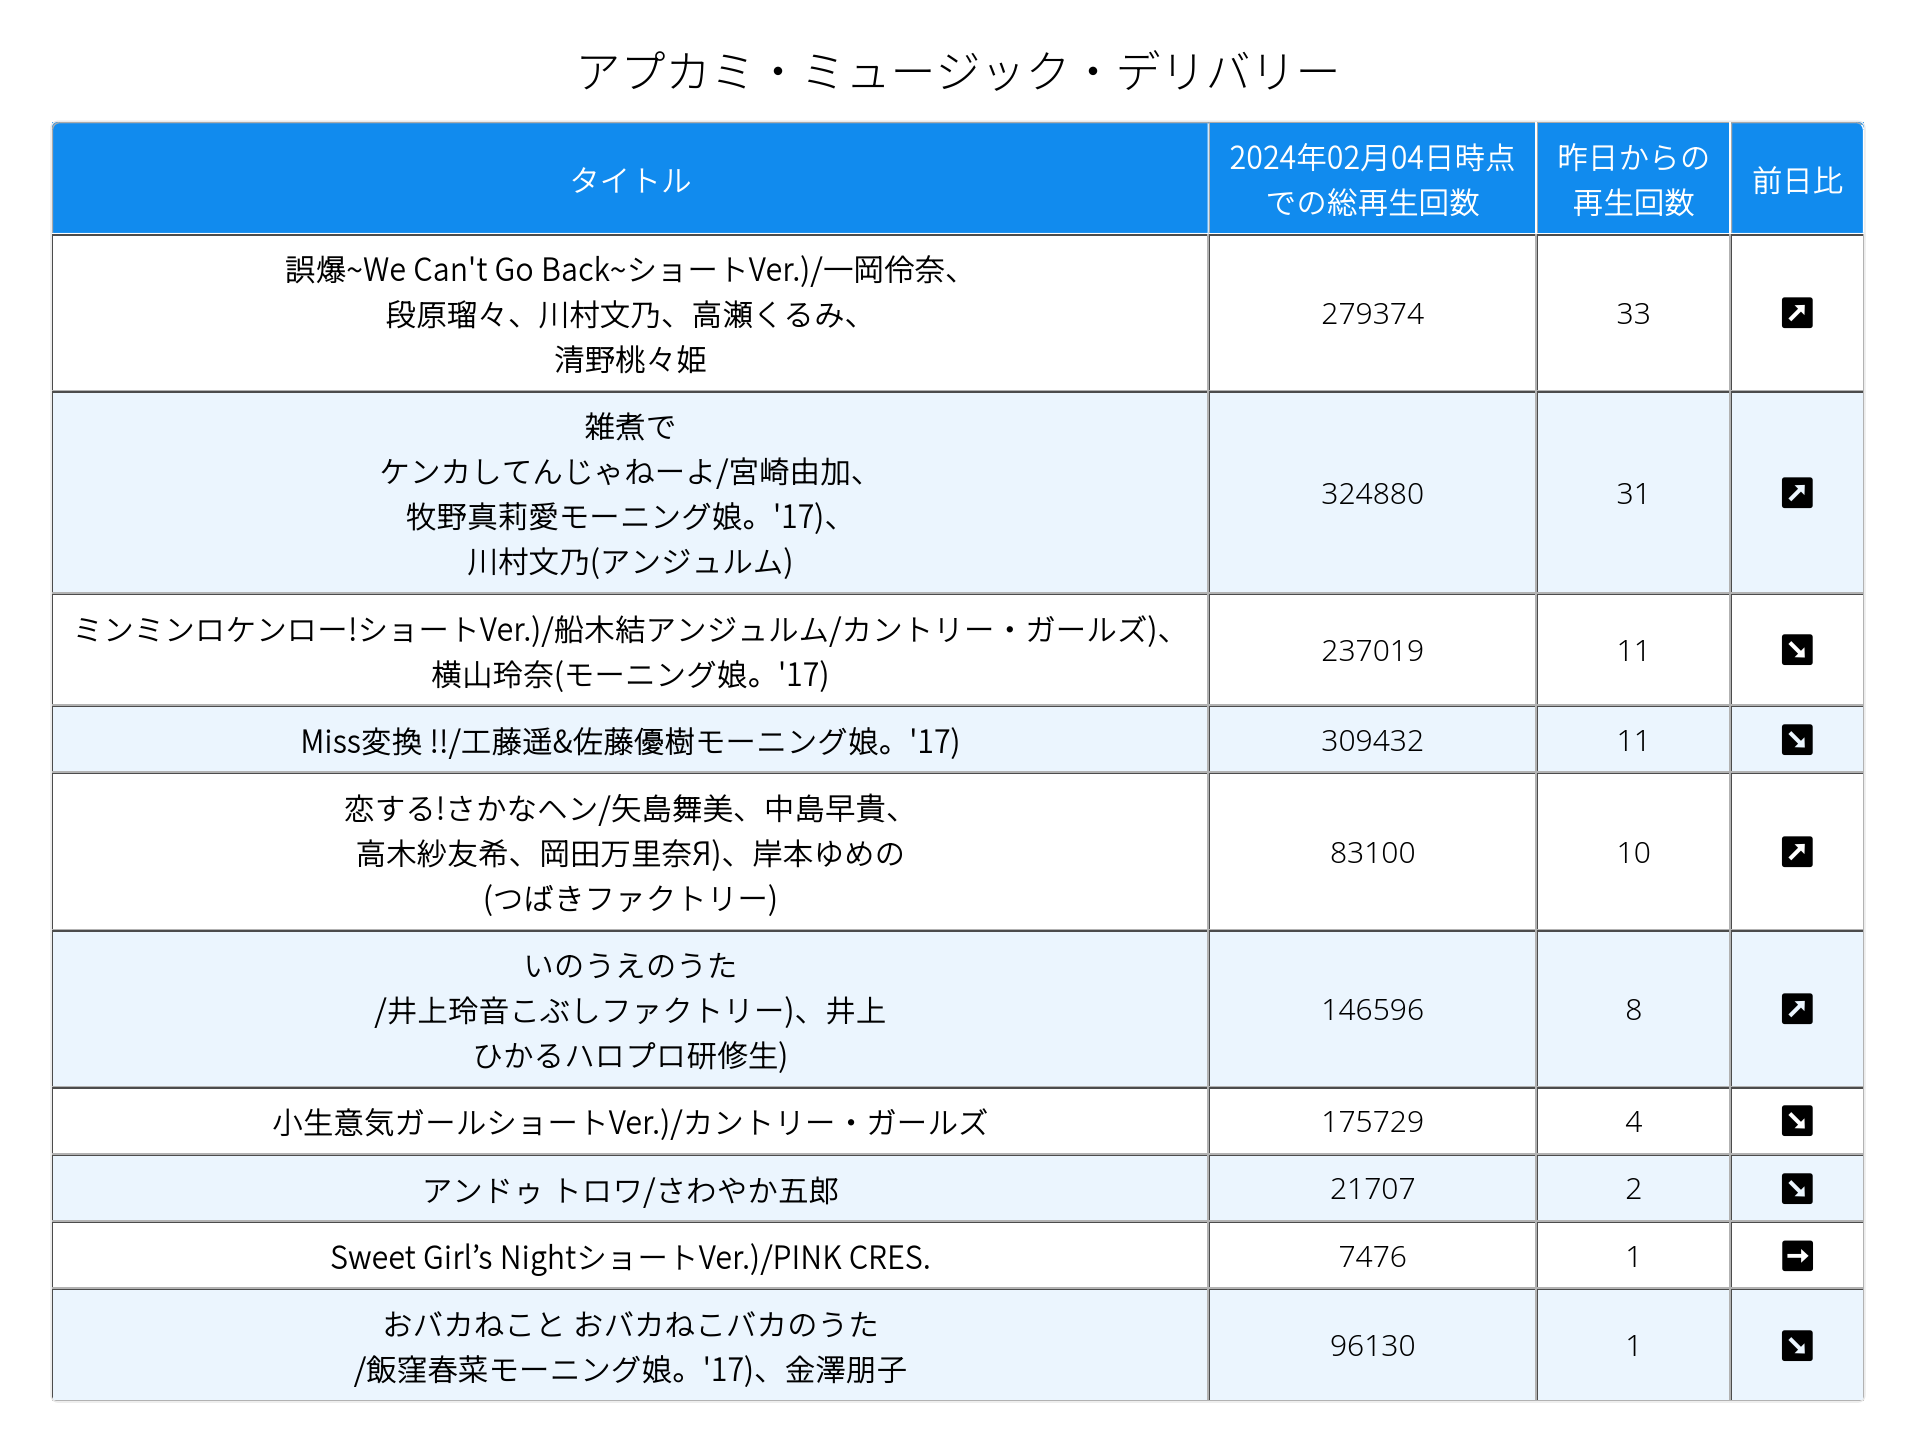 アプカミ・ミュージック・デリバリー
タイトル
2024年02月04日時点
での総再生回数
昨日からの
再生回数
前日比
誤爆~We Can't Go Back~ショートVer.)/一岡伶奈、
段原瑠々、川村文乃、高瀬くるみ、
清野桃々姫
279374
33
雑煮で
ケンカしてんじゃねーよ/宮崎由加、
牧野真莉愛モーニング娘。'17)、
川村文乃(アンジュルム)
324880
31
ミンミンロケンロー!ショートVer.)/船木結アンジュルム/カントリー・ガールズ)、
横山玲奈(モーニング娘。'17)
237019
11
Miss変換 !!/工藤遥&佐藤優樹モーニング娘。'17)
309432
11
恋する!さかなヘン/矢島舞美、中島早貴、
高木紗友希、岡田万里奈Я)、岸本ゆめの
(つばきファクトリー)
83100
10
いのうえのうた
/井上玲音こぶしファクトリー)、井上
ひかるハロプロ研修生)
146596
8
小生意気ガールショートVer.)/カントリー・ガールズ
175729
4
アンドゥ トロワ/さわやか五郎
21707
2
Sweet Girl’s NightショートVer.)/PINK CRES.
7476
1
おバカねこと おバカねこバカのうた
/飯窪春菜モーニング娘。'17)、金澤朋子
96130
1